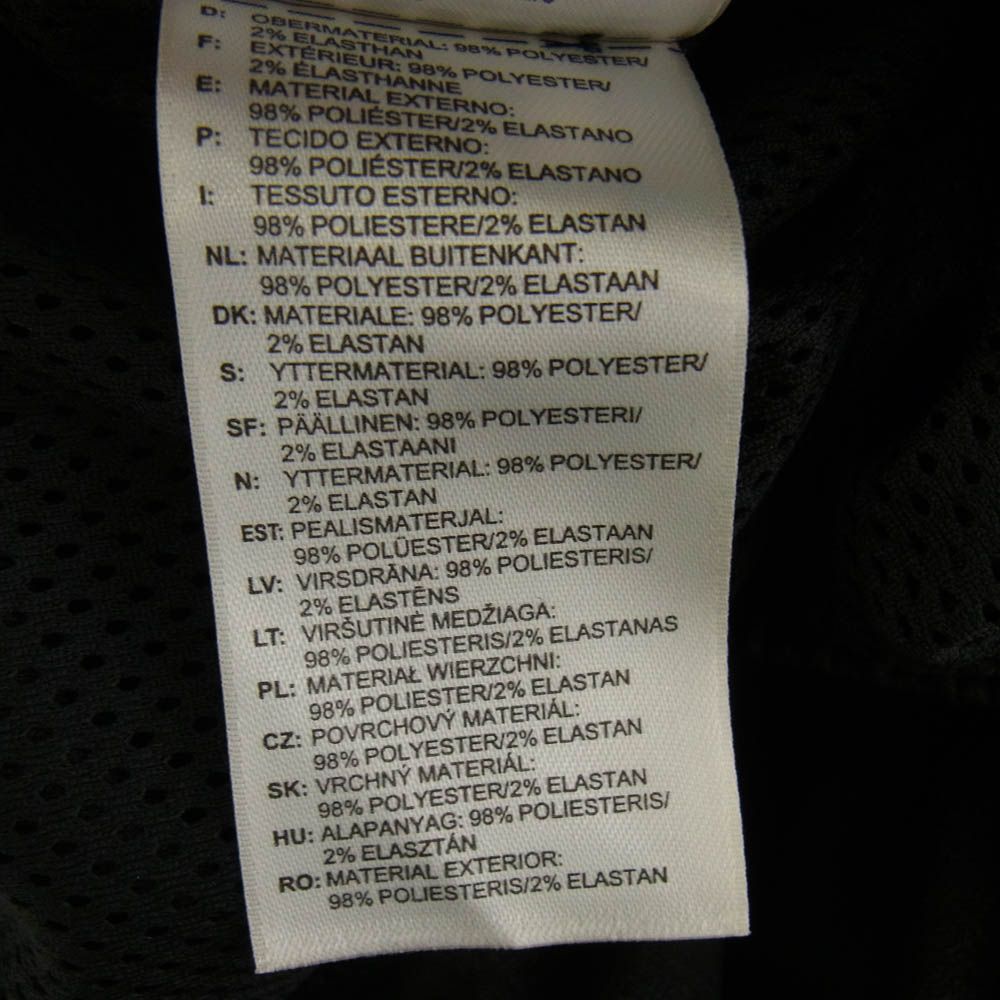 D: OBERMATERIAL: 98% POLYESTER/
2% ELASTHAN
F: EXTÉRIEUR: 98% POLYESTER/
2% ÉLASTHANNE
E: MATERIAL EXTERNO:
98% POLIÉSTER/2% ELASTANO
P: TECIDO EXTERNO:
98% POLIÉSTER/2% ELASTANO
I: TESSUTO ESTERNO:
98% POLIESTERE/2% ELASTAN
NL: MATERIAAL BUITENKANT:
98% POLYESTER/2% ELASTAAN
DK: MATERIALE: 98% POLYESTER/
2% ELASTAN
S: YTTERMATERIAL: 98% POLYESTER/
2% ELASTAN
SF: PÄÄLLINEN: 98% POLYESTERI/
2% ELASTAANI
N: YTTERMATERIAL: 98% POLYESTER/
2% ELASTAN
EST: PEALISMATERJAL:
98% POLÜESTER/2% ELASTAAN
LV: VIRSDRĀNA: 98% POLIESTERIS/
2% ELASTĒNS
LT: VIRŠUTINĖ MEDŽIAGA:
98% POLIESTERIS/2% ELASTANAS
PL: MATERIAŁ WIERZCHNI:
98% POLIESTER/2% ELASTAN
CZ: POVRCHOVÝ MATERIÁL:
98% POLYESTER/2% ELASTAN
SK: VRCHNÝ MATERIÁL:
98% POLYESTER/2% ELASTAN
HU: ALAPANYAG: 98% POLIESTERIS/
2% ELASZTÁN
RO: MATERIAL EXTERIOR:
98% POLIESTERIS/2% ELASTAN